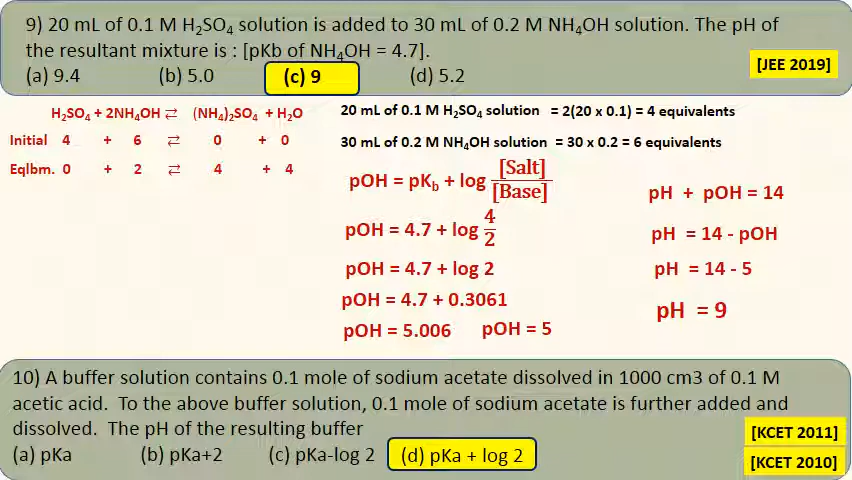 9) 20 mL of 0.1 M H₂SO₄ solution is added to 30 mL of 0.2 M NH₄OH solution. The pH of
the resultant mixture is : [pKb of NH₄OH = 4.7].
(a) 9.4 (b) 5.0 (c) 9 (d) 5.2
[JEE 2019]
H₂SO₄ + 2NH₄OH ⇄ (NH₄)₂SO₄ + H₂O
Initial 4 + 6 ⇄ 0 + 0
Eqlbm. 0 + 2 ⇄ 4 + 4
20 mL of 0.1 M H₂SO₄ solution = 2(20 x 0.1) = 4 equivalents
30 mL of 0.2 M NH₄OH solution = 30 x 0.2 = 6 equivalents
pOH = pK_b + log [Salt]/[Base]
pOH = 4.7 + log 4/2
pOH = 4.7 + log 2
pOH = 4.7 + 0.3061
pOH = 5.006 pOH = 5
pH + pOH = 14
pH = 14 - pOH
pH = 14 - 5
pH = 9
10) A buffer solution contains 0.1 mole of sodium acetate dissolved in 1000 cm3 of 0.1 M
acetic acid. To the above buffer solution, 0.1 mole of sodium acetate is further added and
dissolved. The pH of the resulting buffer
[KCET 2011]
(a) pKa (b) pKa+2 (c) pKa-log 2 (d) pKa + log 2
[KCET 2010]